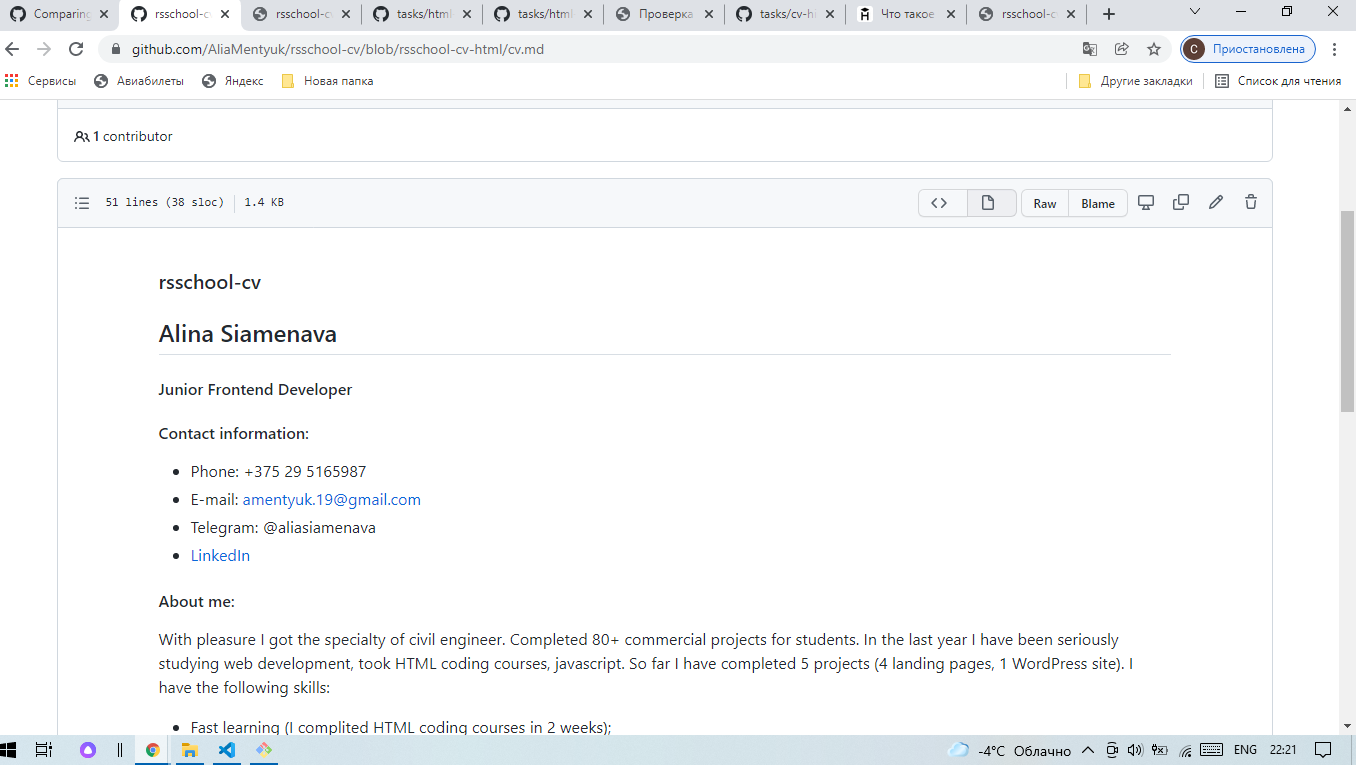 Comparing
rsschool-cv
rsschool-cv
tasks/html
tasks/html
Проверка
tasks/cv-h
Что такое
rsschool-cv
github.com/AliaMentyuk/rsschool-cv/blob/rsschool-cv-html/cv.md
С Приостановлена
Сервисы Авиабилеты Яндекс Новая папка Другие закладки Список для чтения
1 contributor
51 lines (38 sloc) 1.4 KB <> Raw Blame
rsschool-cv
Alina Siamenava
Junior Frontend Developer
Contact information:
Phone: +375 29 5165987
E-mail: amentyuk.19@gmail.com
Telegram: @aliasiamenava
LinkedIn
About me:
With pleasure I got the specialty of civil engineer. Completed 80+ commercial projects for students. In the last year I have been seriously
studying web development, took HTML coding courses, javascript. So far I have completed 5 projects (4 landing pages, 1 WordPress site). I
have the following skills:
Fast learning (I complited HTML coding courses in 2 weeks);
-4°C Облачно ENG 22:21